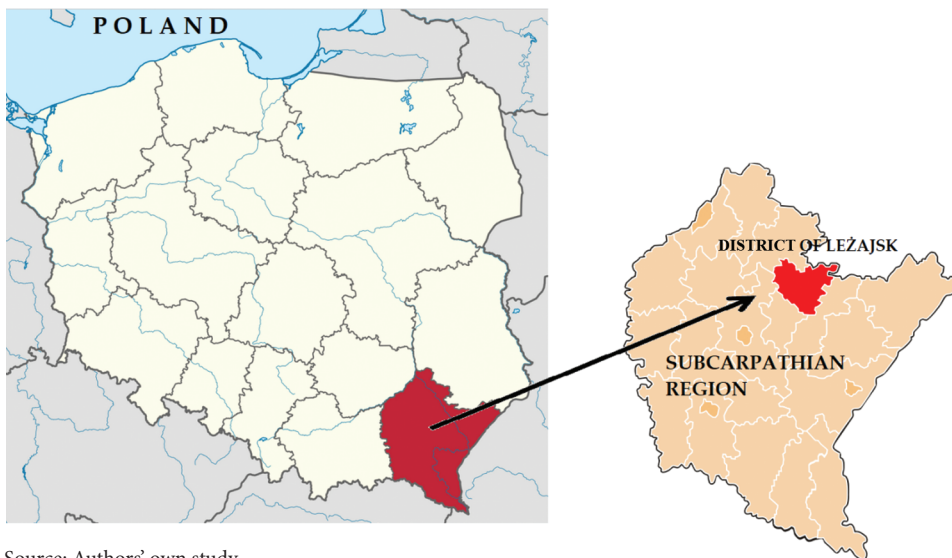 POLAND
DISTRICT OF LEŻAJSK
SUBCARPATHIAN
REGION
Source: Authors' own study